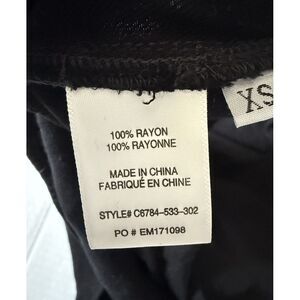 XS
100% RAYON
100% RAYONNE
MADE IN CHINA
FABRIQUÉ EN CHINE
STYLE# C6784-533-302
PO # EM171098